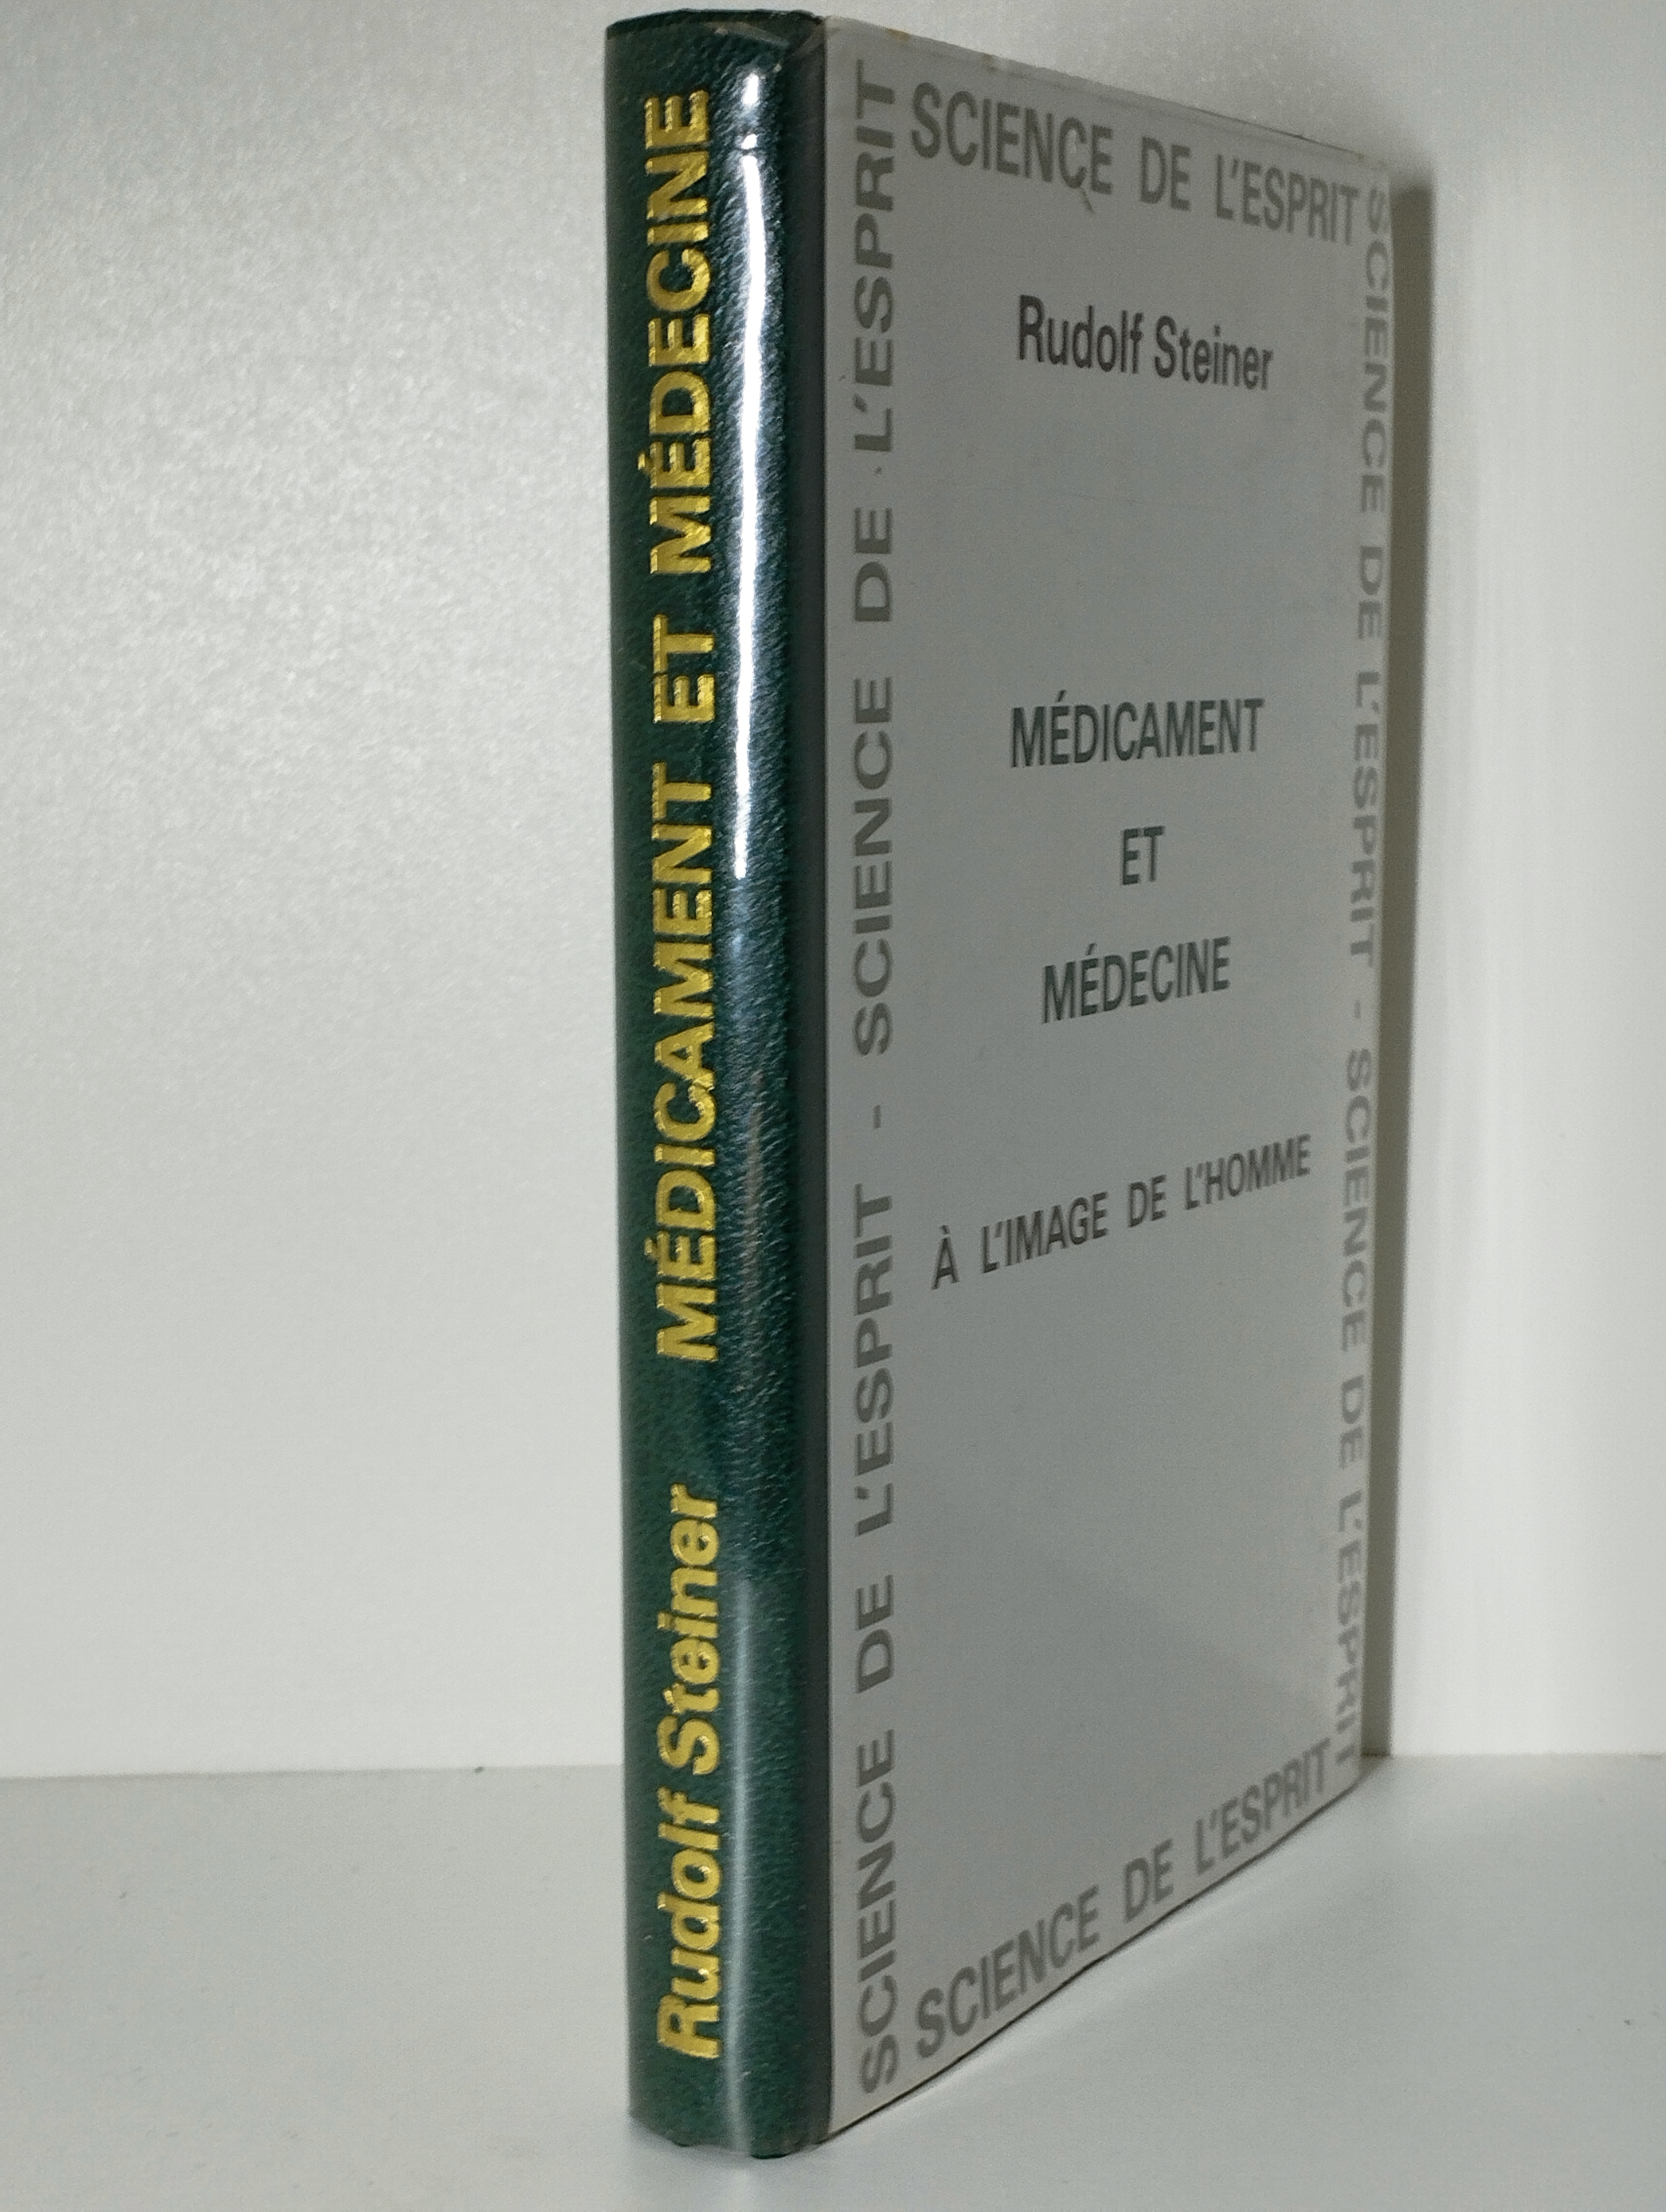 Rudolf Steiner MÉDICAMENT ET MÉDECINE
SCIENCE DE L'ESPRIT
SCIENCE DE L'ESPRIT - SCIENCE DE L'ESPRIT
Rudolf Steiner
MÉDICAMENT
ET
MÉDECINE
À L'IMAGE DE L'HOMME
SCIENCE DE L'ESPRIT - SCIENCE DE L'ESPRIT
SCIENCE DE L'ESPRIT